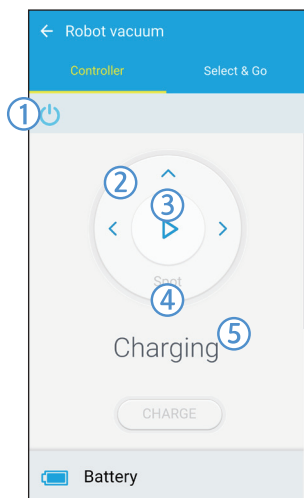 Robot vacuum
Controller Select & Go
1
2
3
Spot
4
Charging 5
CHARGE
Battery